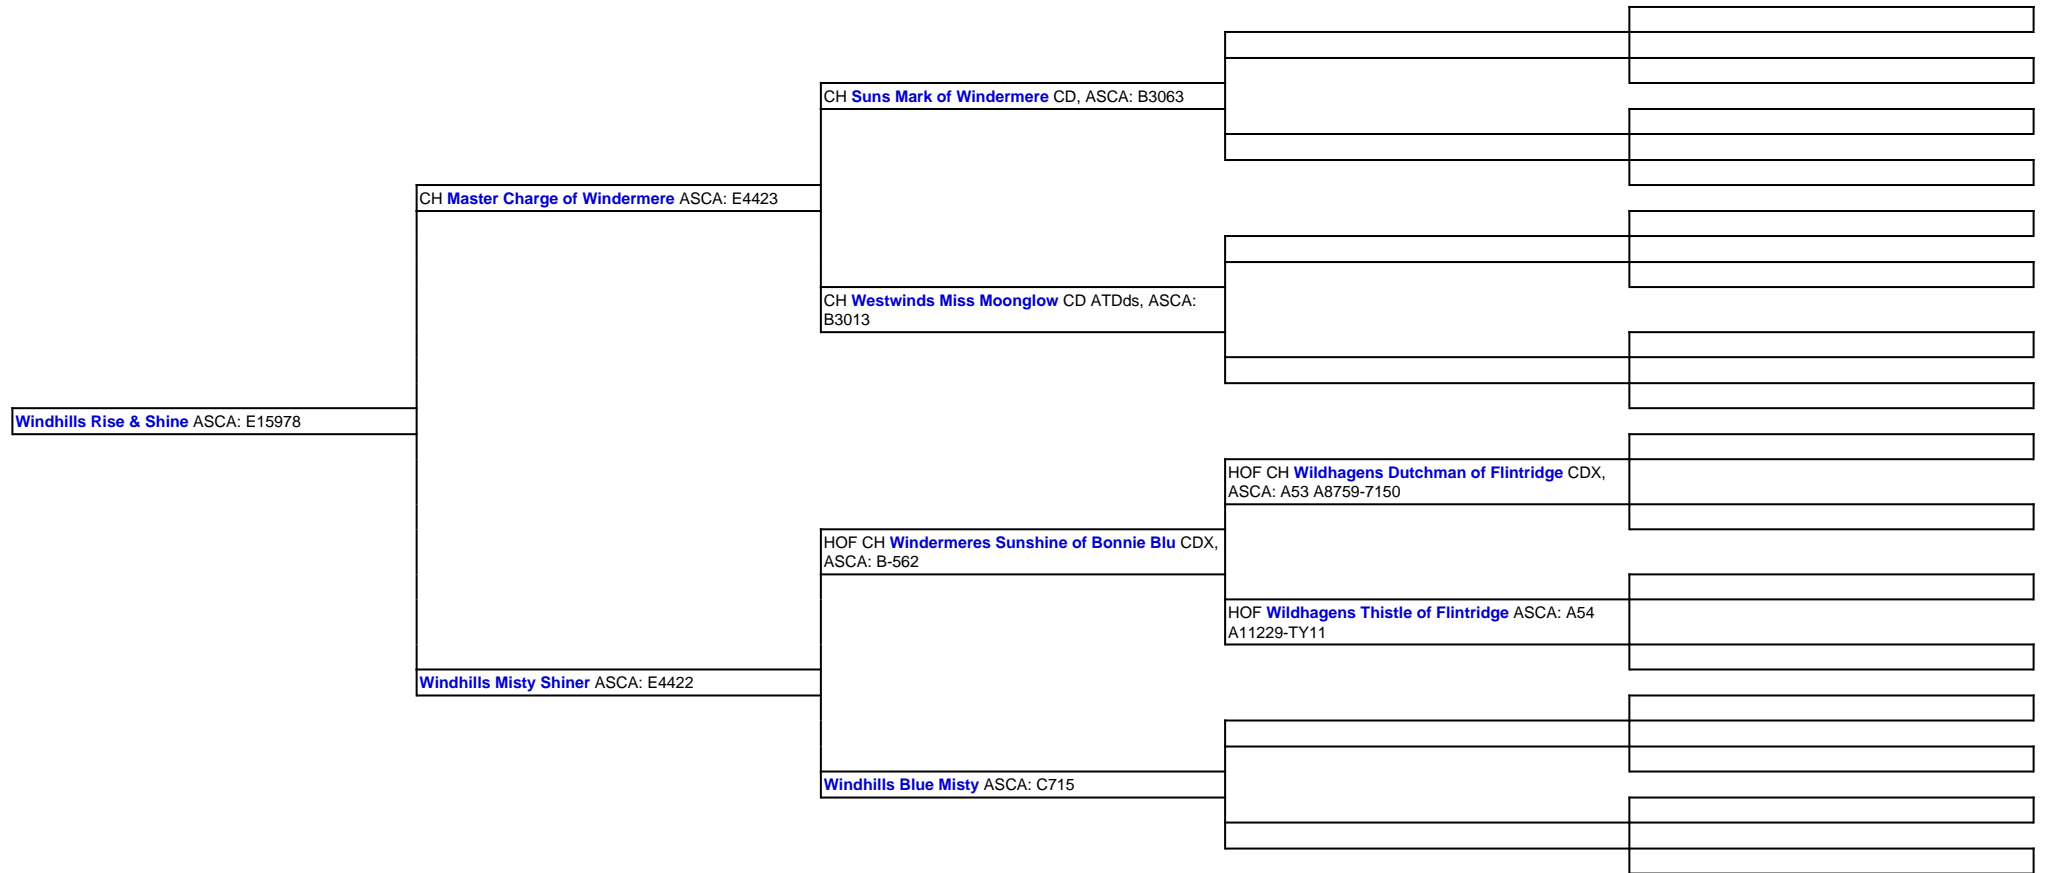 CH Suns Mark of Windermere CD, ASCA: B3063
CH Master Charge of Windermere ASCA: E4423
CH Westwinds Miss Moonglow CD ATDds, ASCA:
B3013
Windhills Rise & Shine ASCA: E15978
HOF CH Wildhagens Dutchman of Flintridge CDX,
ASCA: A53 A8759-7150
HOF CH Windermeres Sunshine of Bonnie Blu CDX,
ASCA: B-562
HOF Wildhagens Thistle of Flintridge ASCA: A54
A11229-TY11
Windhills Misty Shiner ASCA: E4422
Windhills Blue Misty ASCA: C715